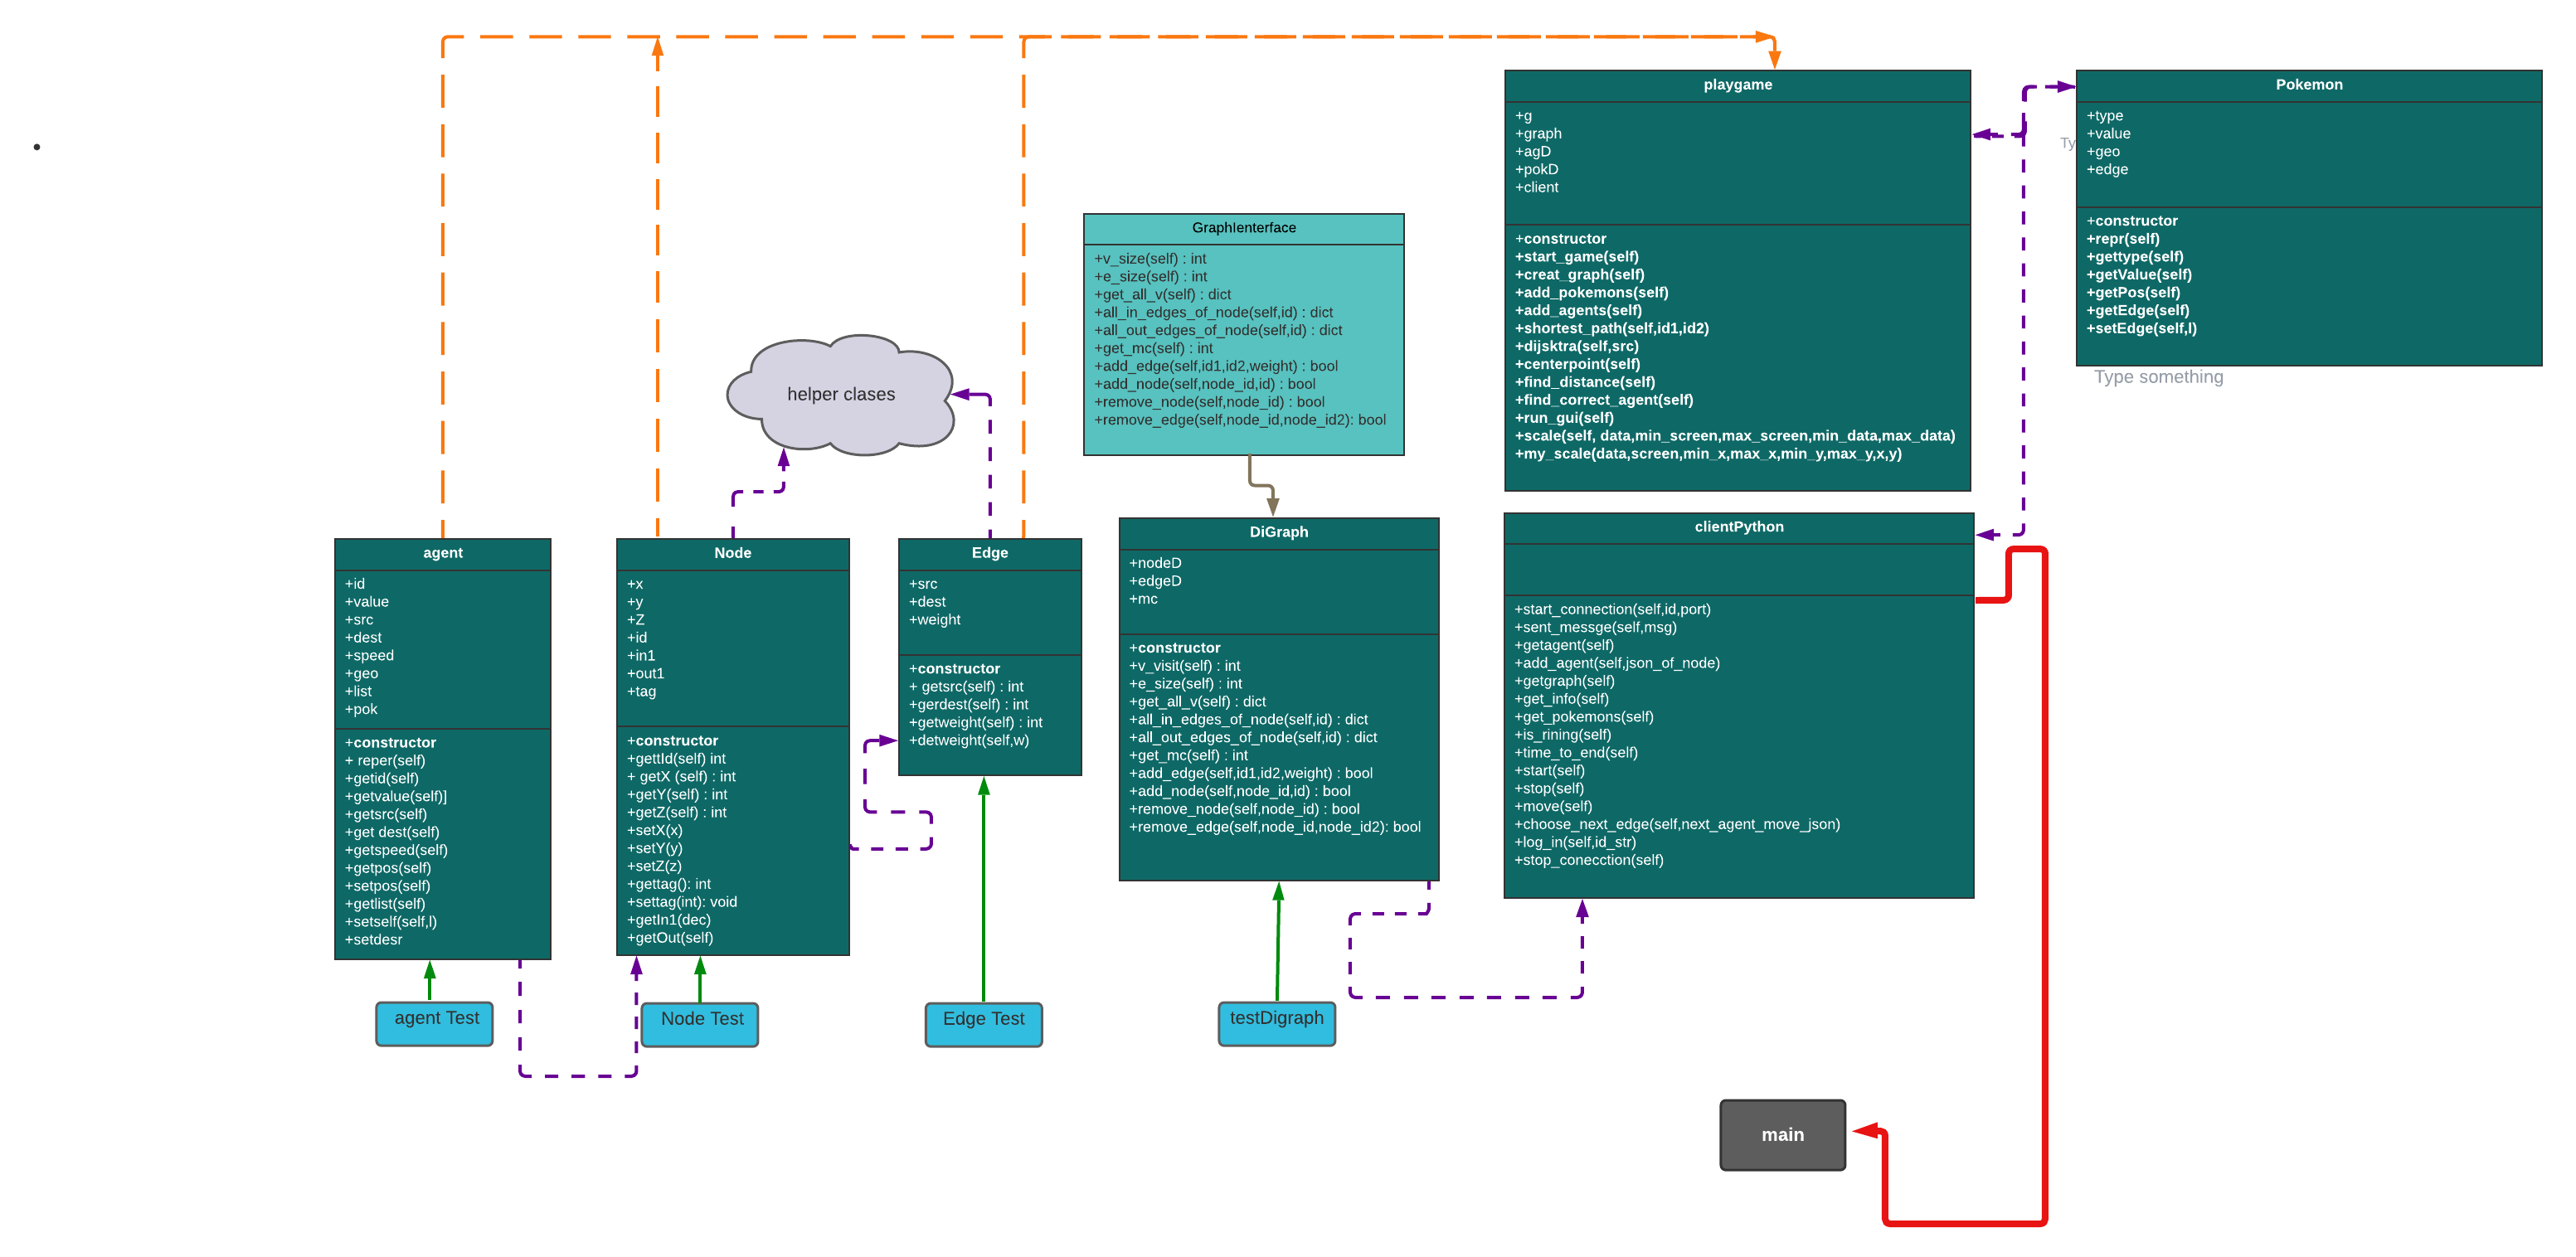 playgame
+g
+graph
+agD
+pokD
+client
+constructor
+start_game(self)
+creat_graph(self)
+add_pokemons(self)
+add_agents(self)
+shortest_path(self,id1,id2)
+dijsktra(self,src)
+centerpoint(self)
+find_distance(self)
+find_correct_agent(self)
+run_gui(self)
+scale(self, data,min_screen,max_screen,min_data,max_data)
+my_scale(data,screen,min_x,max_x,min_y,max_y,x,y)
Pokemon
Ty
+type
+value
+geo
+edge
+constructor
+repr(self)
+gettype(self)
+getValue(self)
+getPos(self)
+getEdge(self)
+setEdge(self,l)
Type something
GraphIenterface
+v_size(self) : int
+e_size(self) : int
+get_all_v(self) : dict
+all_in_edges_of_node(self,id) : dict
+all_out_edges_of_node(self,id) : dict
+get_mc(self) : int
+add_edge(self,id1,id2,weight) : bool
+add_node(self,node_id,id) : bool
+remove_node(self,node_id) : bool
+remove_edge(self,node_id,node_id2): bool
helper clases
agent
+id
+value
+src
+dest
+speed
+geo
+list
+pok
+constructor
+ reper(self)
+getid(self)
+getvalue(self)]
+getsrc(self)
+get dest(self)
+getspeed(self)
+getpos(self)
+setpos(self)
+getlist(self)
+setself(self,l)
+setdesr
Node
+x
+y
+Z
+id
+in1
+out1
+tag
+constructor
+gettId(self) int
+ getX (self) : int
+getY(self) : int
+getZ(self) : int
+setX(x)
+setY(y)
+setZ(z)
+gettag(): int
+settag(int): void
+getIn1(dec)
+getOut(self)
Edge
+src
+dest
+weight
+constructor
+ getsrc(self) : int
+gerdest(self) : int
+getweight(self) : int
+detweight(self,w)
DiGraph
+nodeD
+edgeD
+mc
+constructor
+v_visit(self) : int
+e_size(self) : int
+get_all_v(self) : dict
+all_in_edges_of_node(self,id) : dict
+all_out_edges_of_node(self,id) : dict
+get_mc(self) : int
+add_edge(self,id1,id2,weight) : bool
+add_node(self,node_id,id) : bool
+remove_node(self,node_id) : bool
+remove_edge(self,node_id,node_id2): bool
clientPython
+start_connection(self,id,port)
+sent_messge(self,msg)
+getagent(self)
+add_agent(self,json_of_node)
+getgraph(self)
+get_info(self)
+get_pokemons(self)
+is_rining(self)
+time_to_end(self)
+start(self)
+stop(self)
+move(self)
+choose_next_edge(self,next_agent_move_json)
+log_in(self,id_str)
+stop_conecction(self)
agent Test
Node Test
Edge Test
testDigraph
main